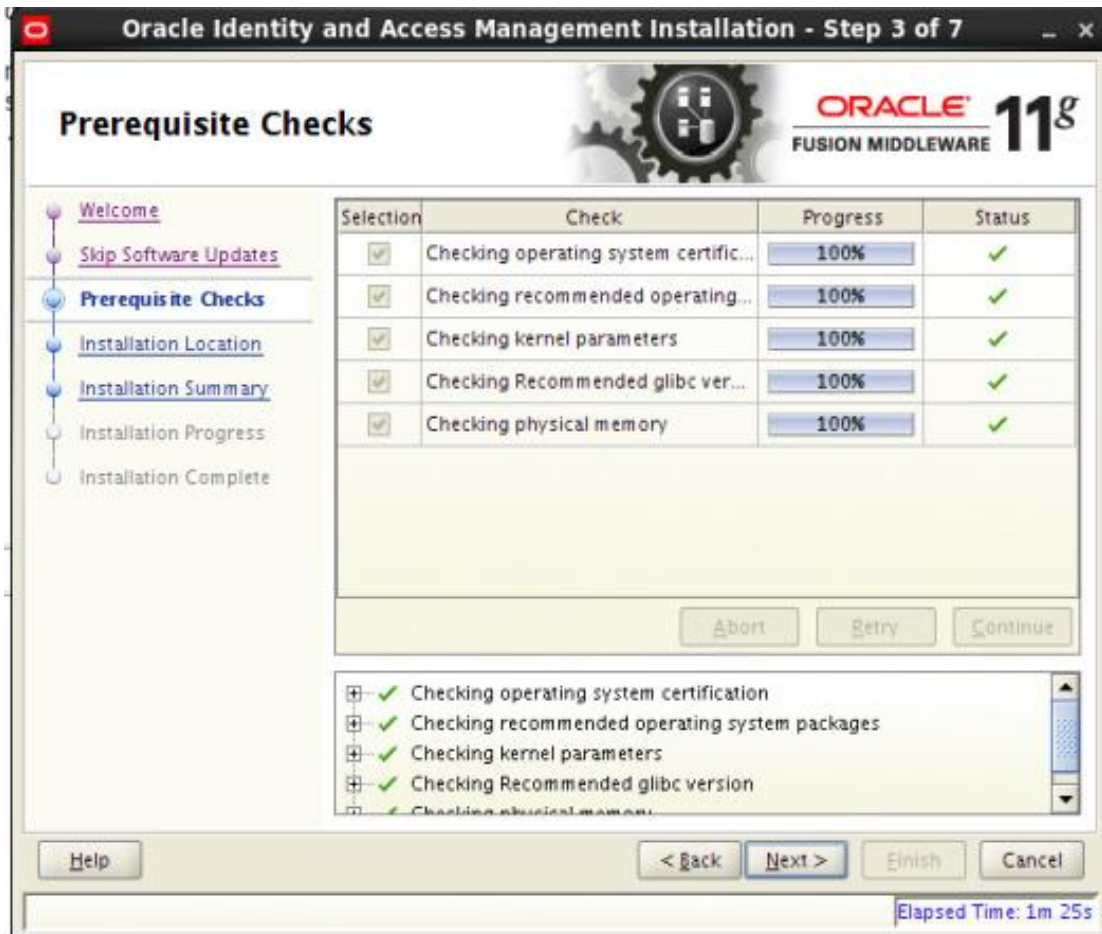 Oracle Identity and Access Management Installation - Step 3 of 7
Prerequisite Checks
ORACLE
FUSION MIDDLEWARE
11g
Welcome
Skip Software Updates
Prerequisite Checks
Installation Location
Installation Summary
Installation Progress
Installation Complete
Selection Check Progress Status
Checking operating system certific... 100%
Checking recommended operating... 100%
Checking kernel parameters 100%
Checking Recommended glibc ver... 100%
Checking physical memory 100%
Abort Retry Continue
Checking operating system certification
Checking recommended operating system packages
Checking kernel parameters
Checking Recommended glibc version
Checking physical memory
Help < Back Next > Finish Cancel
Elapsed Time: 1m 25s